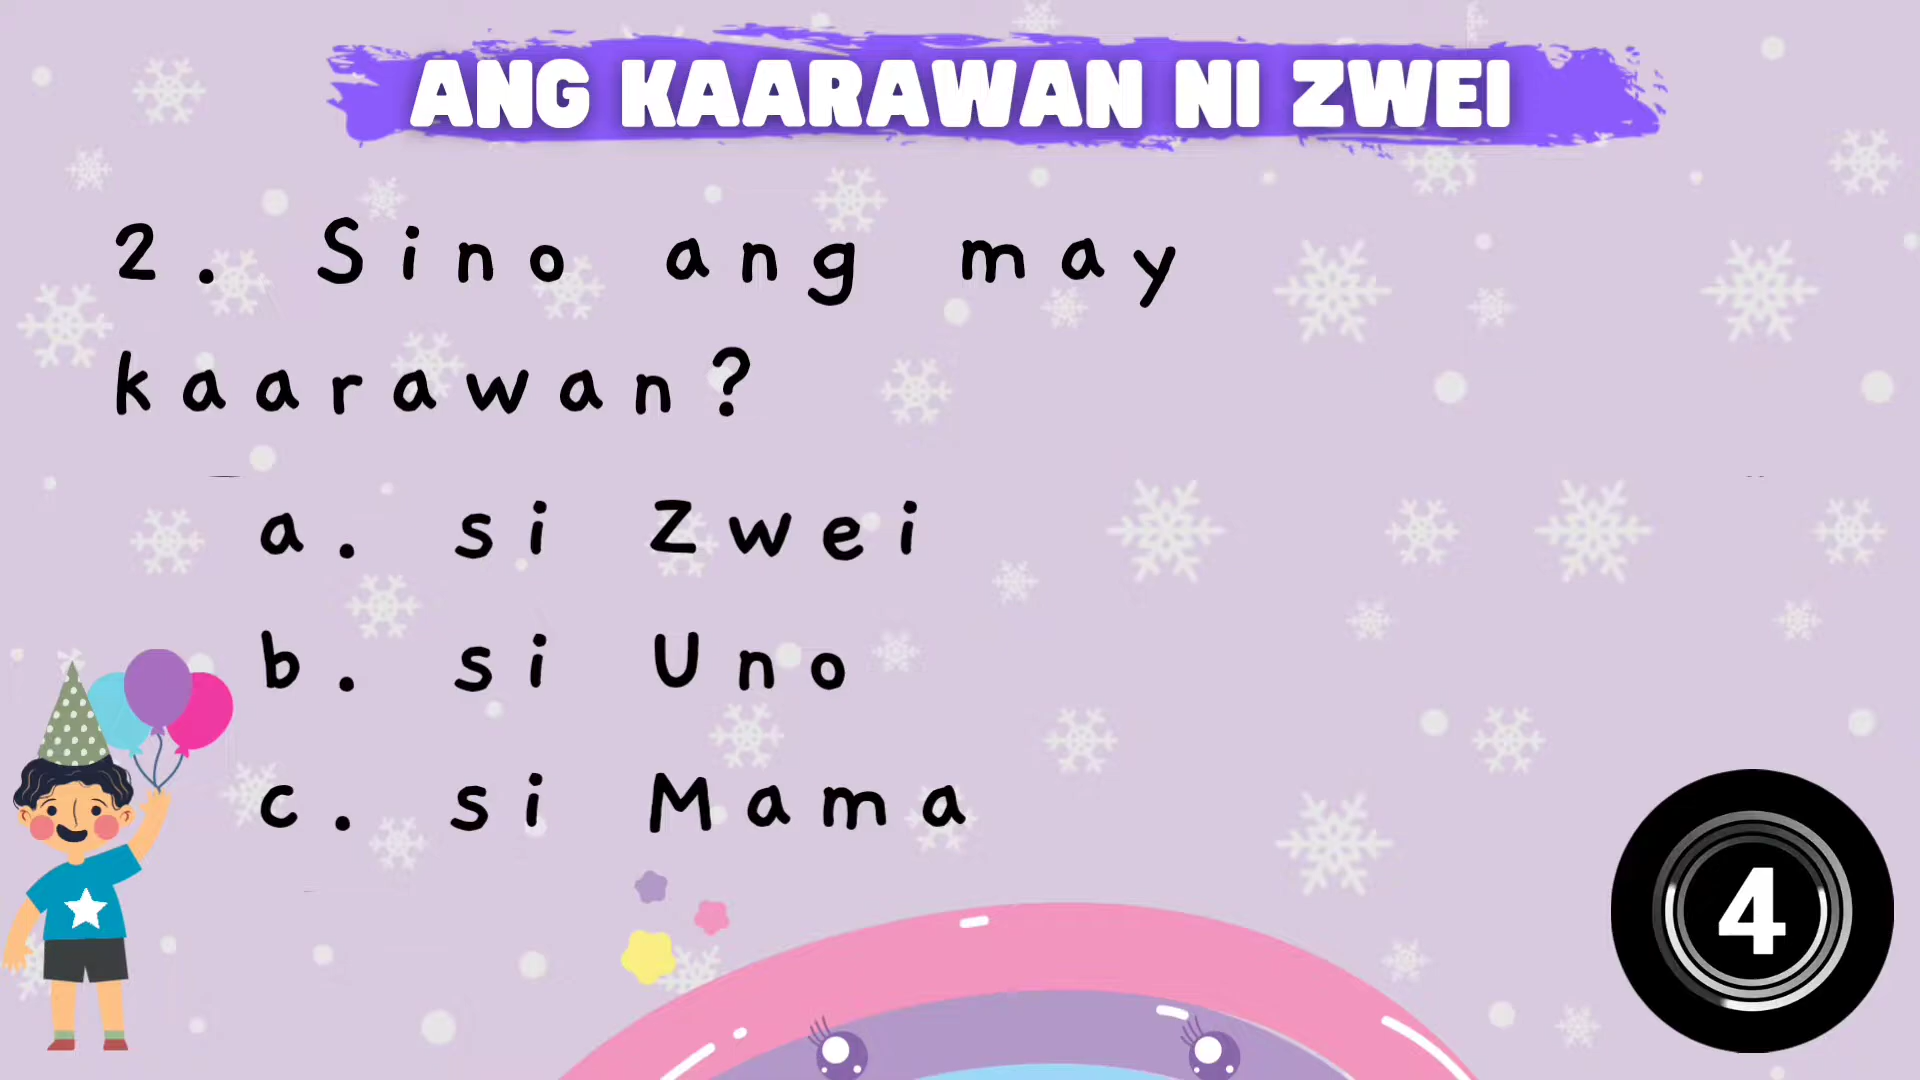 ANG KAARAWAN NI ZWEI
2. Sino ang may
kaarawan?
a. si Zwei
b. si Uno
c. si Mama
4